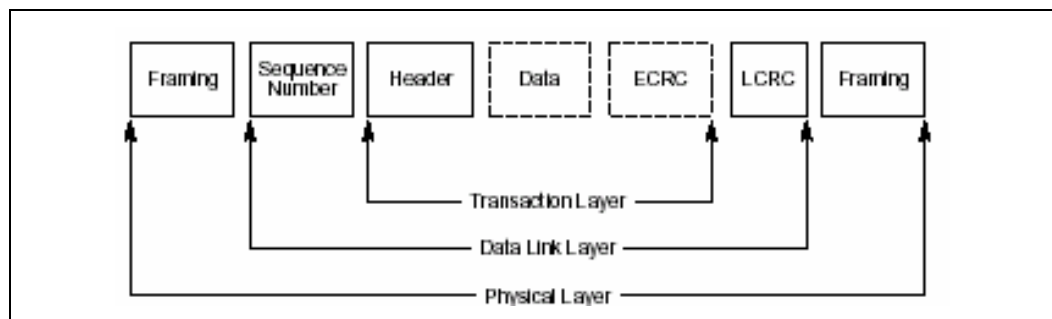 Framing
Sequence
Number
Header
Data
ECRC
LCRC
Framing
Transaction Layer
Data Link Layer
Physical Layer